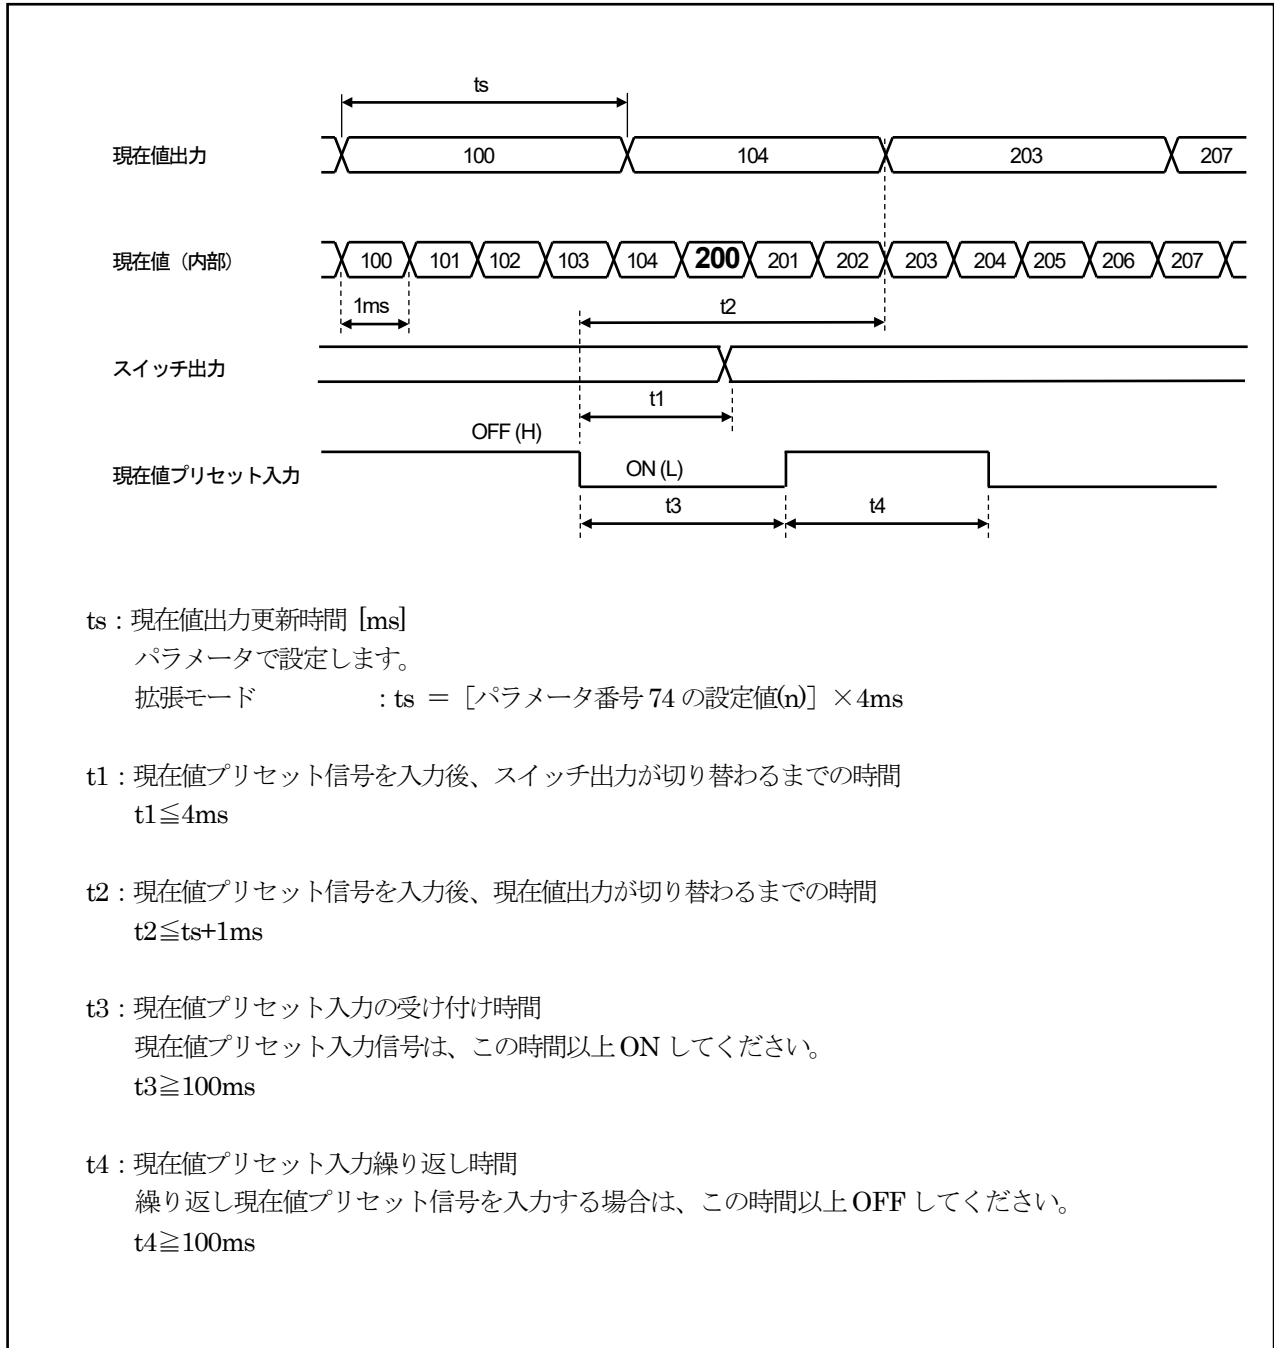 ts
現在値出力 100 104 203 207
現在値（内部） 100 101 102 103 104 200 201 202 203 204 205 206 207
1ms t2
スイッチ出力
t1
OFF (H)
現在値プリセット入力 ON (L)
t3 t4
ts：現在値出力更新時間 [ms]
パラメータで設定します。
拡張モード ：ts ＝［パラメータ番号 74 の設定値(n)］×4ms
t1：現在値プリセット信号を入力後、スイッチ出力が切り替わるまでの時間
t1≦4ms
t2：現在値プリセット信号を入力後、現在値出力が切り替わるまでの時間
t2≦ts+1ms
t3：現在値プリセット入力の受け付け時間
現在値プリセット入力信号は、この時間以上 ON してください。
t3≧100ms
t4：現在値プリセット入力繰り返し時間
繰り返し現在値プリセット信号を入力する場合は、この時間以上 OFF してください。
t4≧100ms